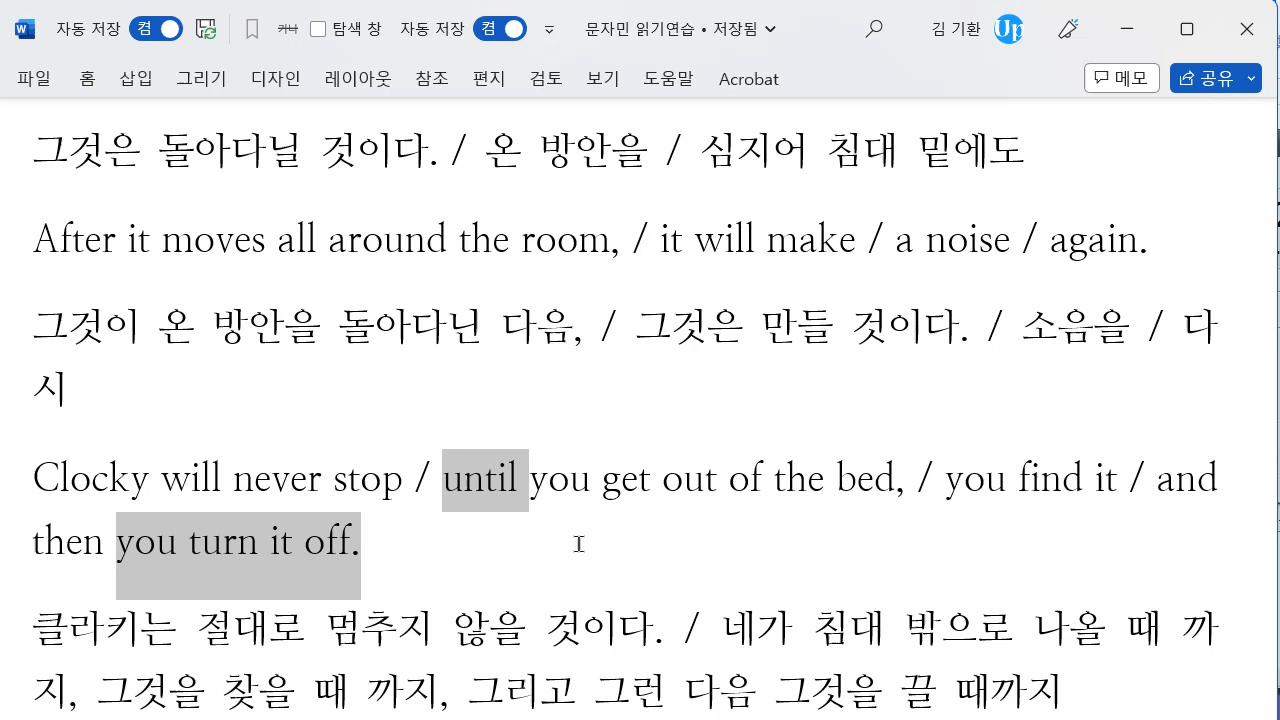 자동 저장 켬 가나 탐색 창 자동 저장 켬 문자민 읽기연습 • 저장됨 김 기환 Up
파일 홈 삽입 그리기 디자인 레이아웃 참조 편지 검토 보기 도움말 Acrobat 메모 공유
그것은 돌아다닐 것이다. / 온 방안을 / 심지어 침대 밑에도
After it moves all around the room, / it will make / a noise / again.
그것이 온 방안을 돌아다닌 다음, / 그것은 만들 것이다. / 소음을 / 다
시
Clocky will never stop / until you get out of the bed, / you find it / and
then you turn it off.
클라키는 절대로 멈추지 않을 것이다. / 네가 침대 밖으로 나올 때 까
지, 그것을 찾을 때 까지, 그리고 그런 다음 그것을 끌 때까지